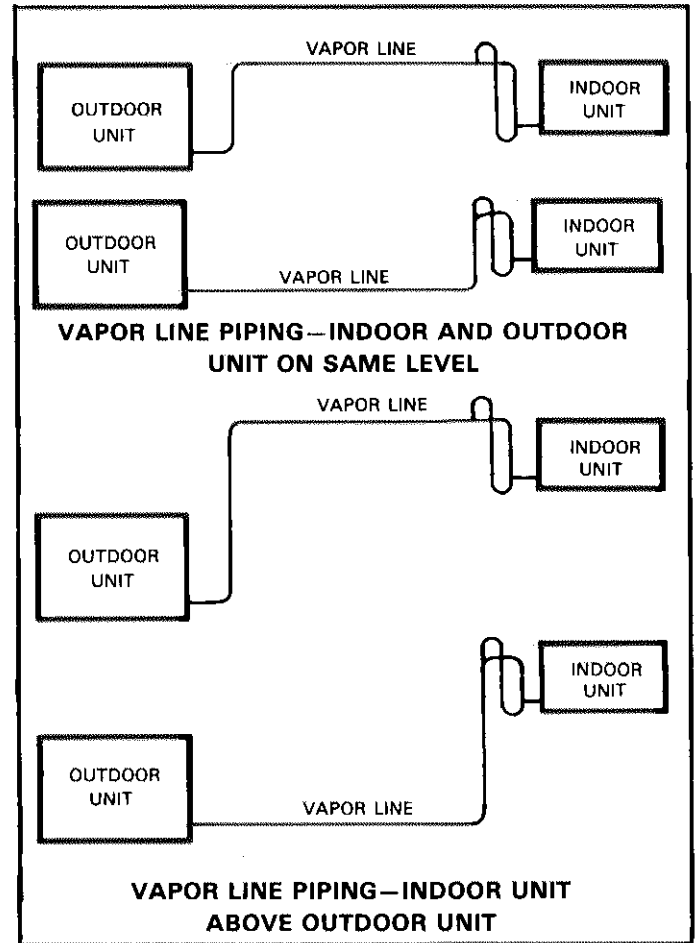 VAPOR LINE
OUTDOOR
UNIT
INDOOR
UNIT
OUTDOOR
UNIT
VAPOR LINE
INDOOR
UNIT
VAPOR LINE PIPING—INDOOR AND OUTDOOR
UNIT ON SAME LEVEL
VAPOR LINE
INDOOR
UNIT
OUTDOOR
UNIT
INDOOR
UNIT
OUTDOOR
UNIT
VAPOR LINE
VAPOR LINE PIPING—INDOOR UNIT
ABOVE OUTDOOR UNIT